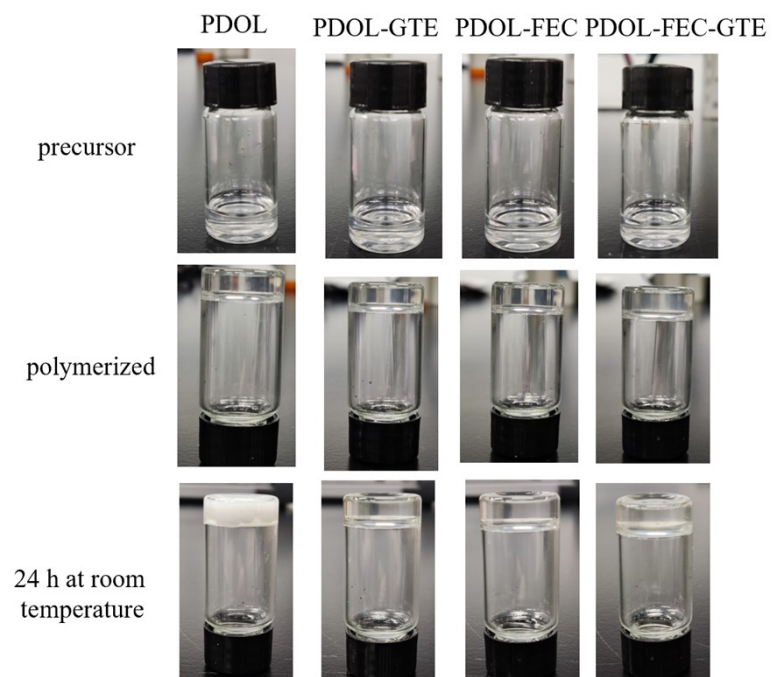 PDOL PDOL-GTE PDOL-FEC PDOL-FEC-GTE
precursor
polymerized
24 h at room
temperature